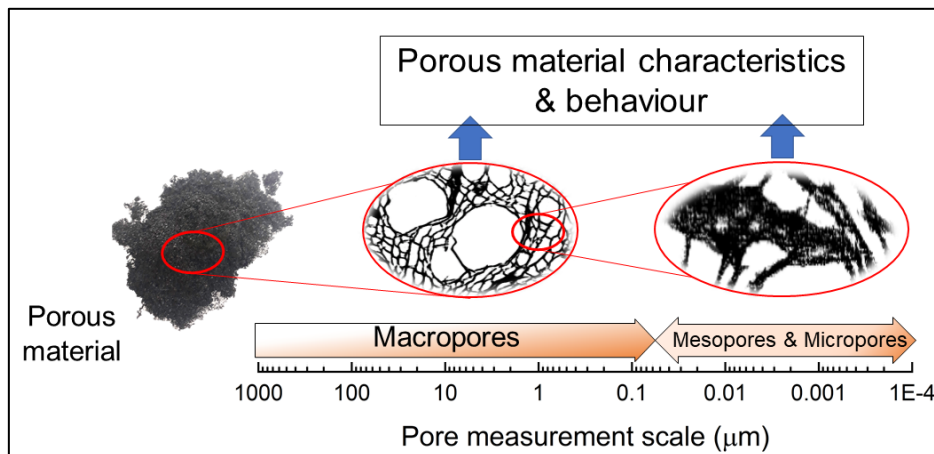 Porous material characteristics
& behaviour
Porous
material
Macropores
Mesopores & Micropores
1000 100 10 1 0.1 0.01 0.001 1E-4
Pore measurement scale (μm)